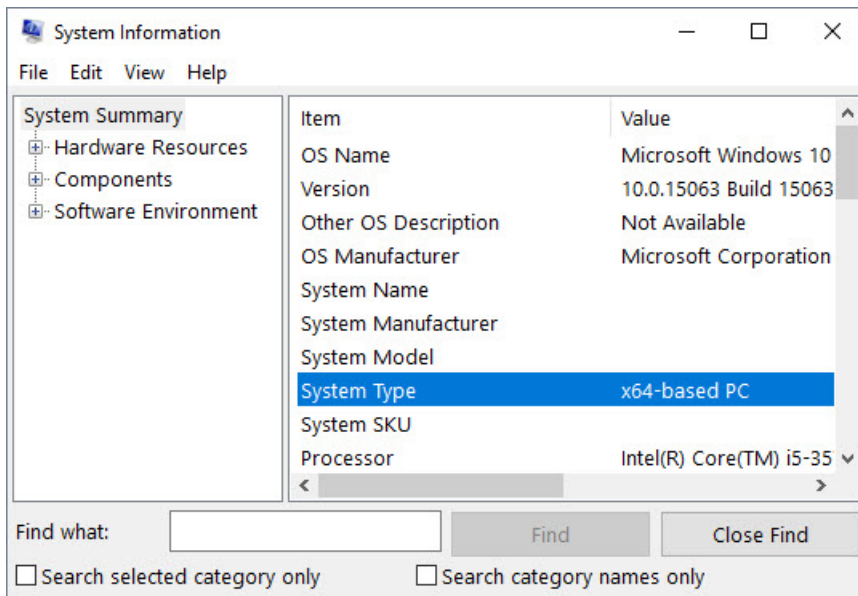 System Information
File Edit View Help
System Summary
Hardware Resources
Components
Software Environment
Item Value
OS Name Microsoft Windows 10
Version 10.0.15063 Build 15063
Other OS Description Not Available
OS Manufacturer Microsoft Corporation
System Name
System Manufacturer
System Model
System Type x64-based PC
System SKU
Processor Intel(R) Core(TM) i5-35
Find what: Find Close Find
Search selected category only Search category names only